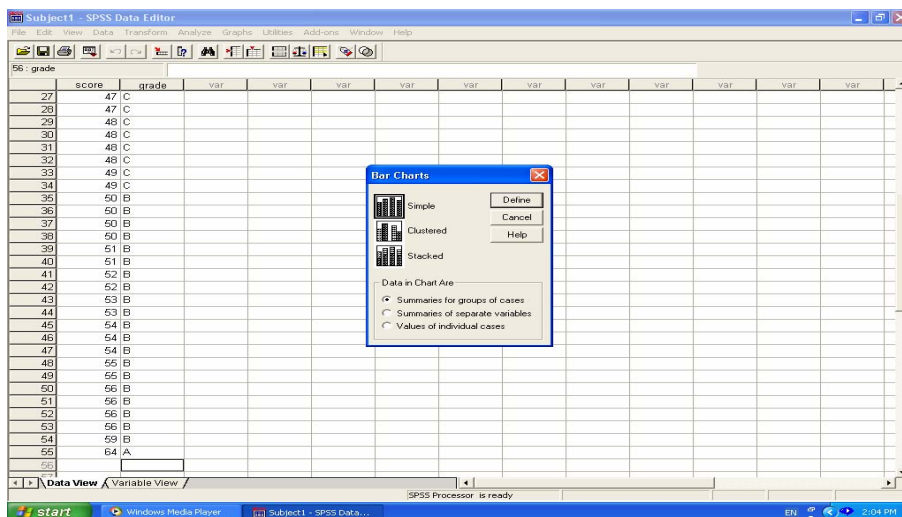 Subject1 - SPSS Data Editor
File Edit View Data Transform Analyze Graphs Utilities Add-ons Window Help
56 : grade
score grade var var var var var var var var var var var
27 47 C
28 47 C
29 48 C
30 48 C
31 48 C
32 48 C
33 49 C
34 49 C
35 50 B
36 50 B
37 50 B
38 50 B
39 51 B
40 51 B
41 52 B
42 52 B
43 53 B
44 53 B
45 54 B
46 54 B
47 54 B
48 55 B
49 55 B
50 56 B
51 56 B
52 56 B
53 56 B
54 59 B
55 64 A
56
57
Bar Charts
Simple
Clustered
Stacked
Define
Cancel
Help
Data in Chart Are
Summaries for groups of cases
Summaries of separate variables
Values of individual cases
Data View Variable View
SPSS Processor is ready
start Windows Media Player Subject1 - SPSS Data... EN 2:04 PM